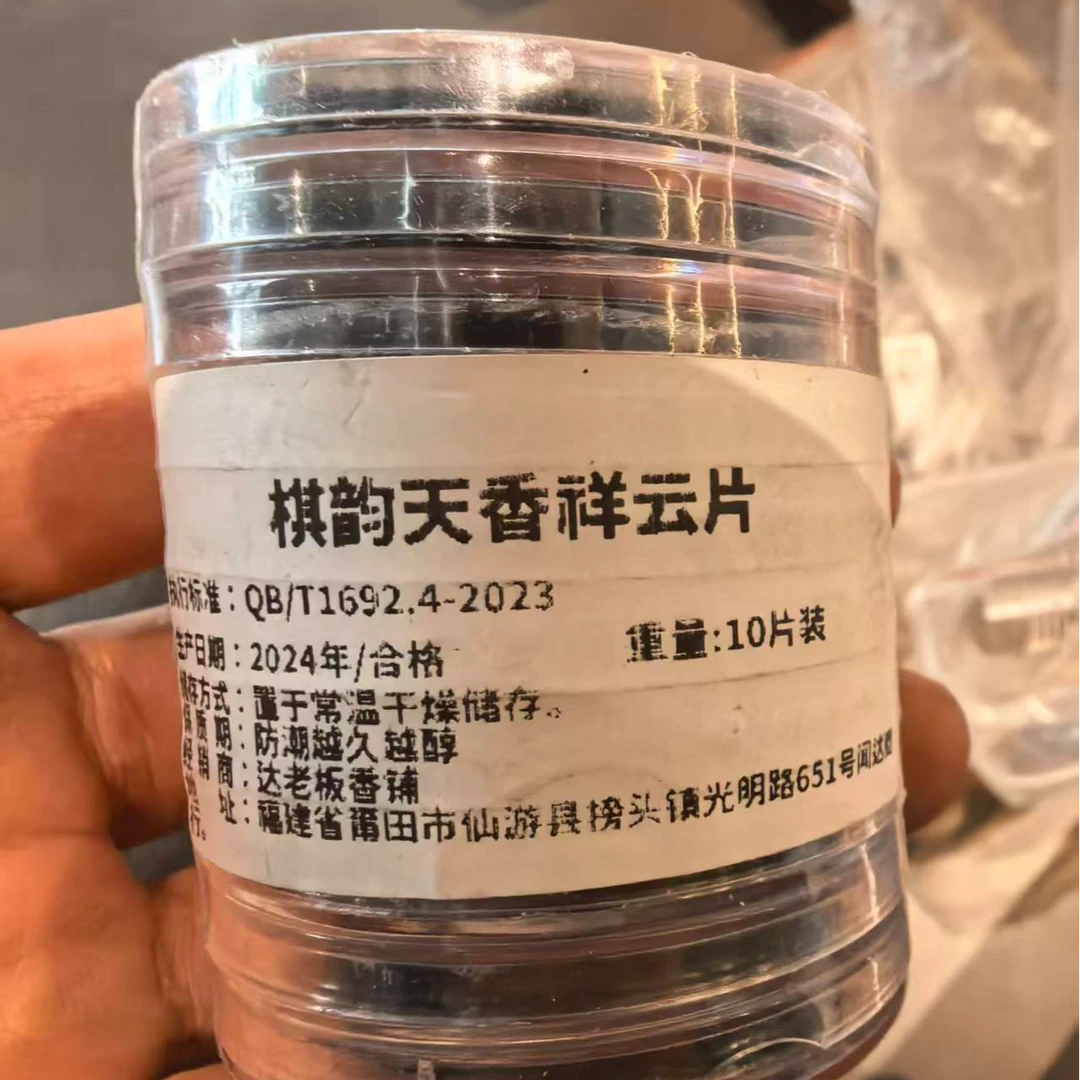 棋韵天香祥云片
执行标准：QB/T1692.4-2023
生产日期：2024年/合格
重量:10片装
储存方式：置于常温干燥储存。
保质期：防潮越久越醇
经销商：达老板香铺
址：福建省莆田市仙游县榜头镇光明路651号闻达
行。